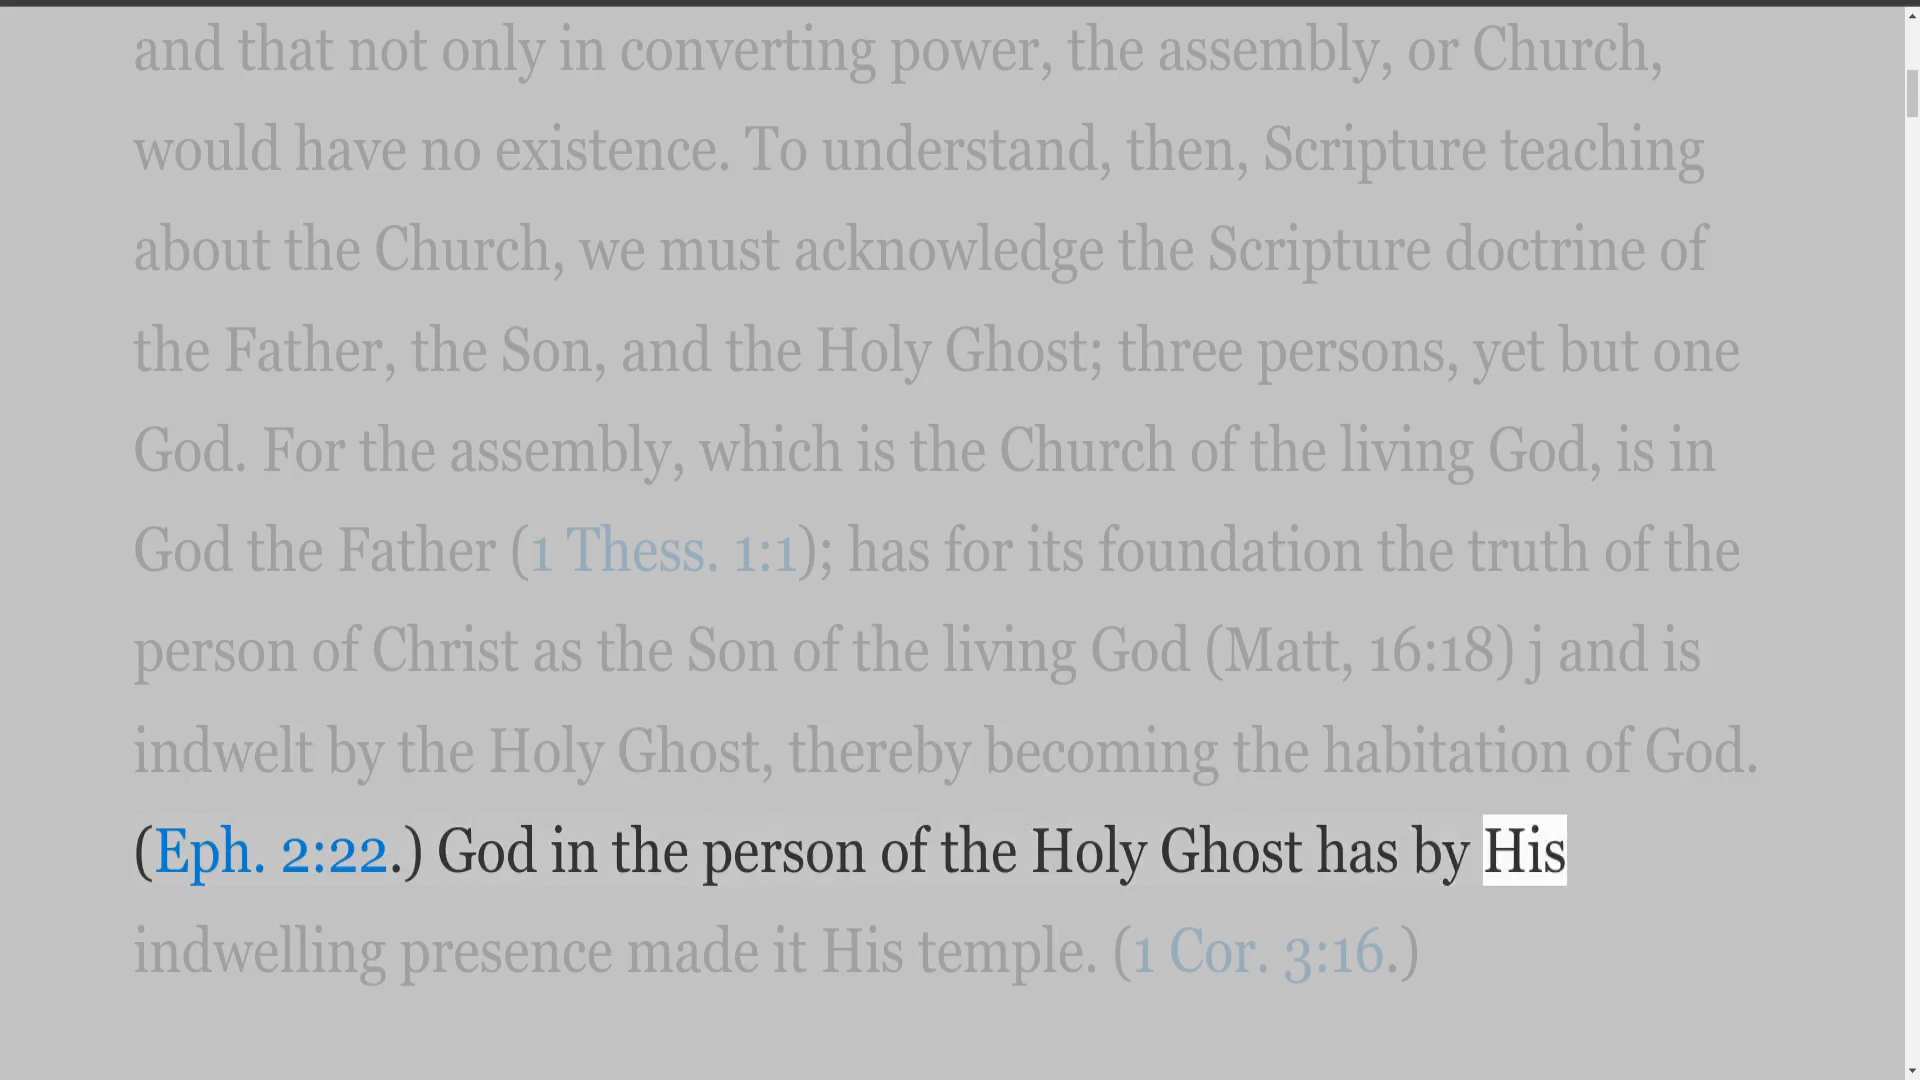 and that not only in converting power, the assembly, or Church,
would have no existence. To understand, then, Scripture teaching
about the Church, we must acknowledge the Scripture doctrine of
the Father, the Son, and the Holy Ghost; three persons, yet but one
God. For the assembly, which is the Church of the living God, is in
God the Father (1 Thess. 1:1); has for its foundation the truth of the
person of Christ as the Son of the living God (Matt, 16:18) j and is
indwelt by the Holy Ghost, thereby becoming the habitation of God.
(Eph. 2:22.) God in the person of the Holy Ghost has by His
indwelling presence made it His temple. (1 Cor. 3:16.)